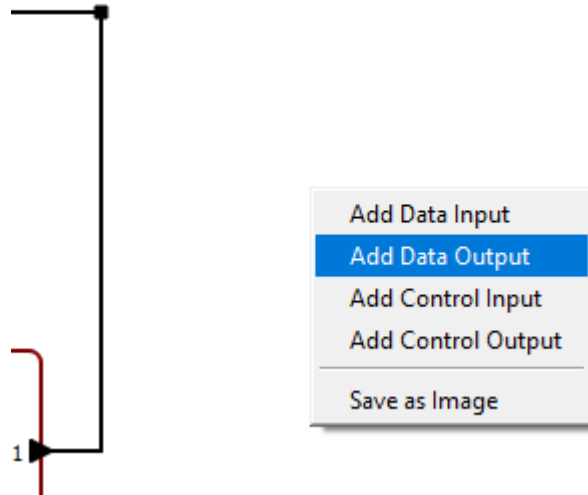 Add Data Input
Add Data Output
Add Control Input
Add Control Output
Save as Image
1